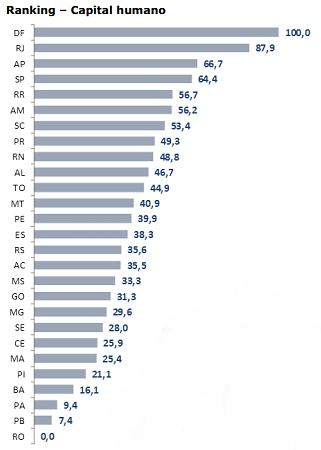 Ranking – Capital humano
DF 100,0
RJ 87,9
AP 66,7
SP 64,4
RR 56,7
AM 56,2
SC 53,4
PR 49,3
RN 48,8
AL 46,7
TO 44,9
MT 40,9
PE 39,9
ES 38,3
RS 35,6
AC 35,5
MS 33,3
GO 31,3
MG 29,6
SE 28,0
CE 25,9
MA 25,4
PI 21,1
BA 16,1
PA 9,4
PB 7,4
RO 0,0